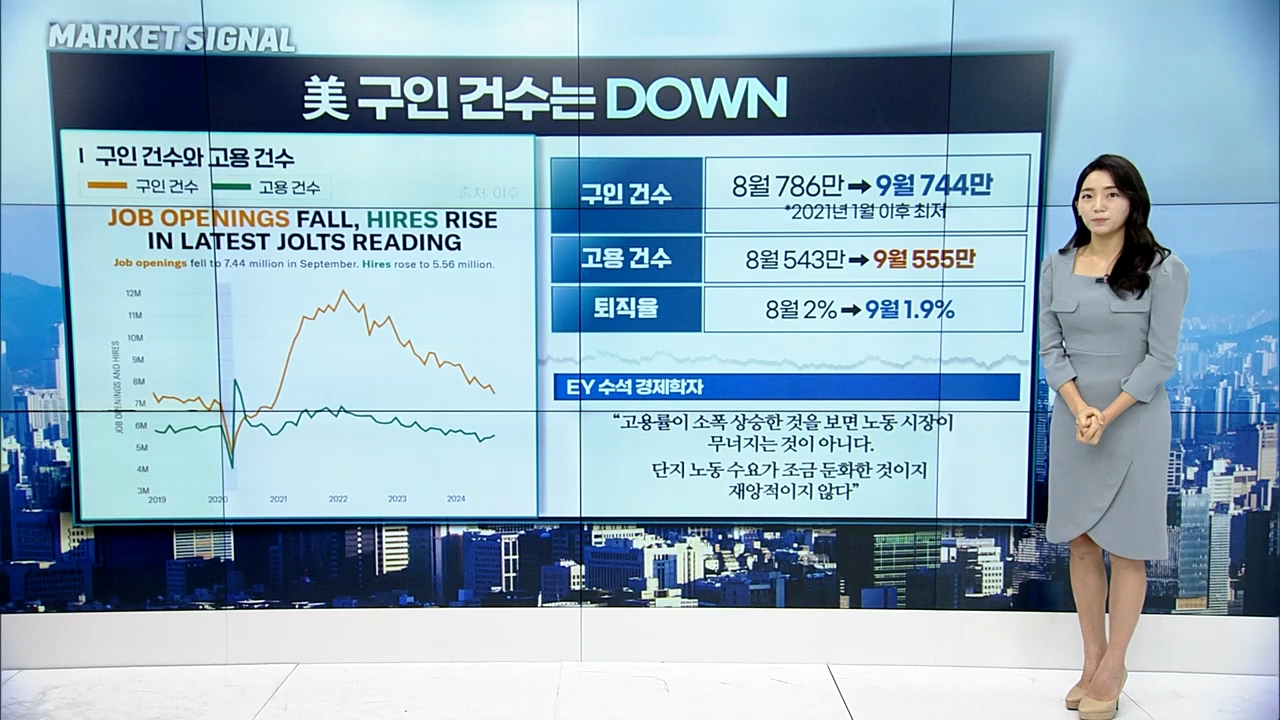 MARKET SIGNAL
美 구인 건수는 DOWN
I 구인 건수와 고용 건수
구인 건수 고용 건수
출처: 야후
JOB OPENINGS FALL, HIRES RISE
IN LATEST JOLTS READING
Job openings fell to 7.44 million in September. Hires rose to 5.56 million.
JOB OPENINGS AND HIRES
12M
11M
10M
9M
8M
7M
6M
5M
4M
3M
2019 2020 2021 2022 2023 2024
구인 건수 8월 786만➡9월 744만
*2021년 1월 이후 최저
고용 건수 8월 543만➡9월 555만
퇴직율 8월 2%➡9월 1.9%
EY 수석 경제학자
“고용률이 소폭 상승한 것을 보면 노동 시장이
무너지는 것이 아니다.
단지 노동 수요가 조금 둔화한 것이지
재앙적이지 않다”